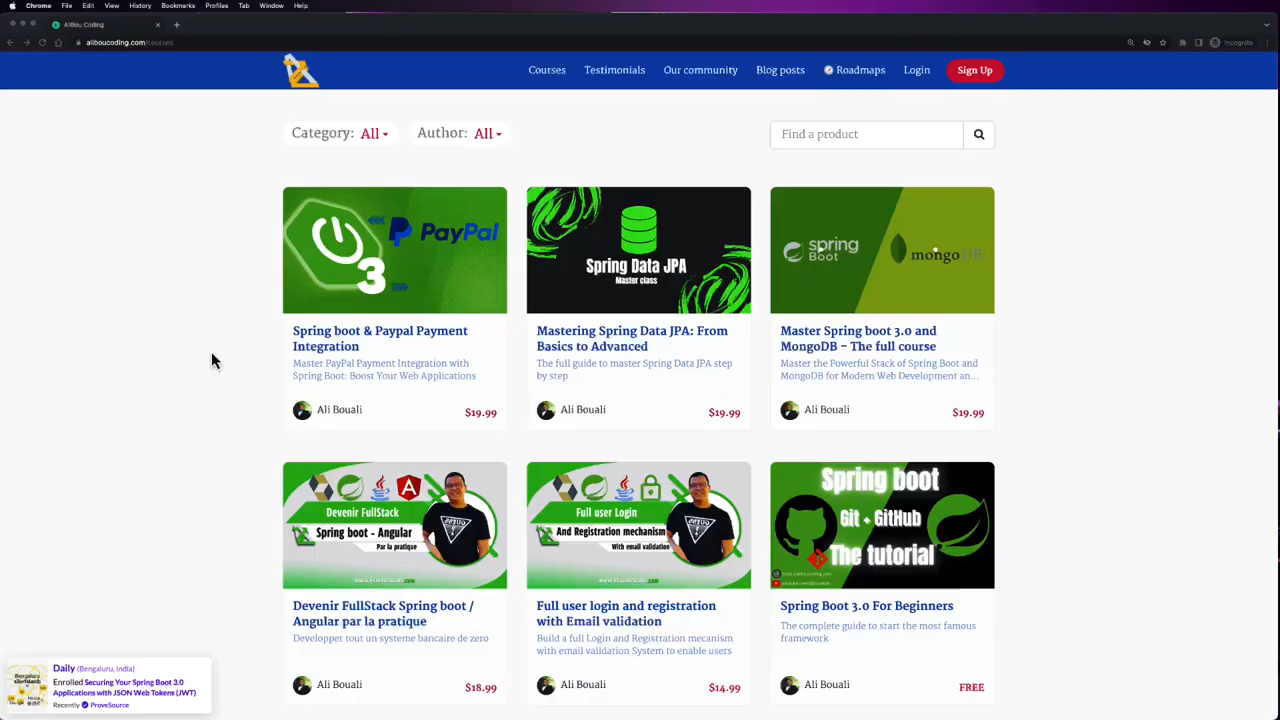 Chrome File Edit View History Bookmarks Profiles Tab Window Help
AliBou Coding
aliboucoding.com/courses
Incognito
Courses Testimonials Our community Blog posts Roadmaps Login Sign Up
Category: All Author: All Find a product
3 PayPal
Spring Data JPA
Master class
spring
Boot
mongoDB
Spring boot & Paypal Payment
Integration
Master PayPal Payment Integration with
Spring Boot: Boost Your Web Applications
Ali Bouali $19.99
Mastering Spring Data JPA: From
Basics to Advanced
The full guide to master Spring Data JPA step
by step
Ali Bouali $19.99
Master Spring boot 3.0 and
MongoDB - The full course
Master the Powerful Stack of Spring Boot and
MongoDB for Modern Web Development an...
Ali Bouali $19.99
Devenir FullStack
Spring boot - Angular
Par la pratique
Full user Login
And Registration mechanism
With email validation
Spring boot
Git + GitHub
The tutorial
Devenir FullStack Spring boot /
Angular par la pratique
Developper tout un systeme bancaire de zero
Ali Bouali $18.99
Full user login and registration
with Email validation
Build a full Login and Registration mecanism
with email validation System to enable users
Ali Bouali $14.99
Spring Boot 3.0 For Beginners
The complete guide to start the most famous
framework
Ali Bouali FREE
Daily (Bengaluru, India)
Enrolled Securing Your Spring Boot 3.0
Applications with JSON Web Tokens (JWT)
Recently ProveSource